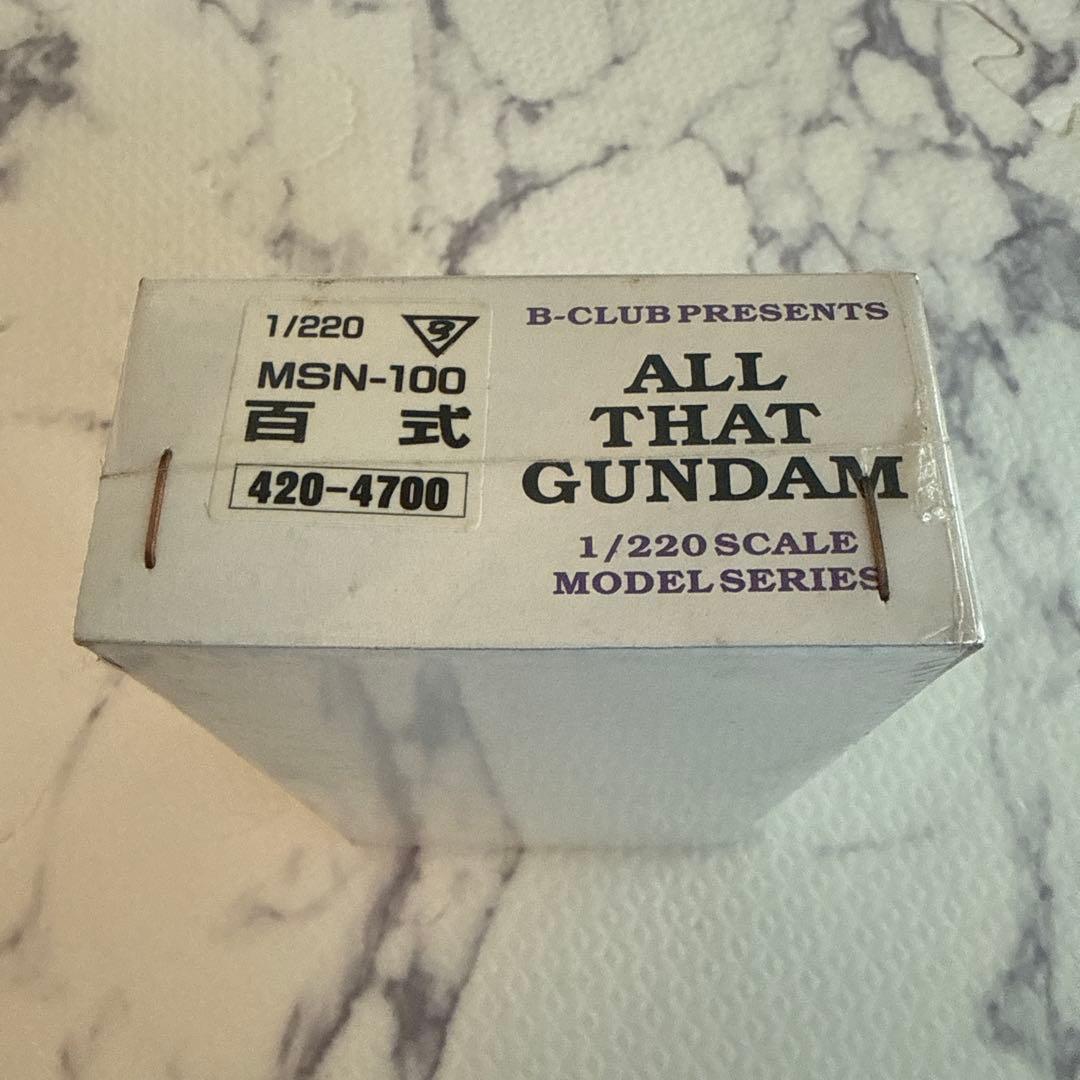 1/220
MSN-100
百 式
420-4700
B-CLUB PRESENTS
ALL
THAT
GUNDAM
1/220 SCALE
MODEL SERIES